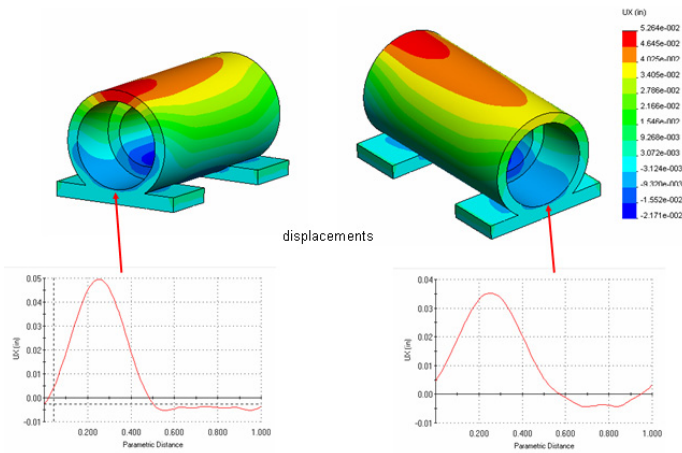 UX (in)
5.264e-002
4.645e-002
4.025e-002
3.405e-002
2.786e-002
2.166e-002
1.546e-002
9.268e-003
3.072e-003
-3.124e-003
-9.320e-003
-1.552e-002
-2.171e-002
displacements
0.05
0.04
0.03
0.02
0.01
0.00
-0.01
UX (in)
0.200
0.400
0.600
0.800
1.000
Parametric Distance
0.04
0.03
0.02
0.01
0.00
-0.01
UX (in)
0.200
0.400
0.600
0.800
1.000
Parametric Distance